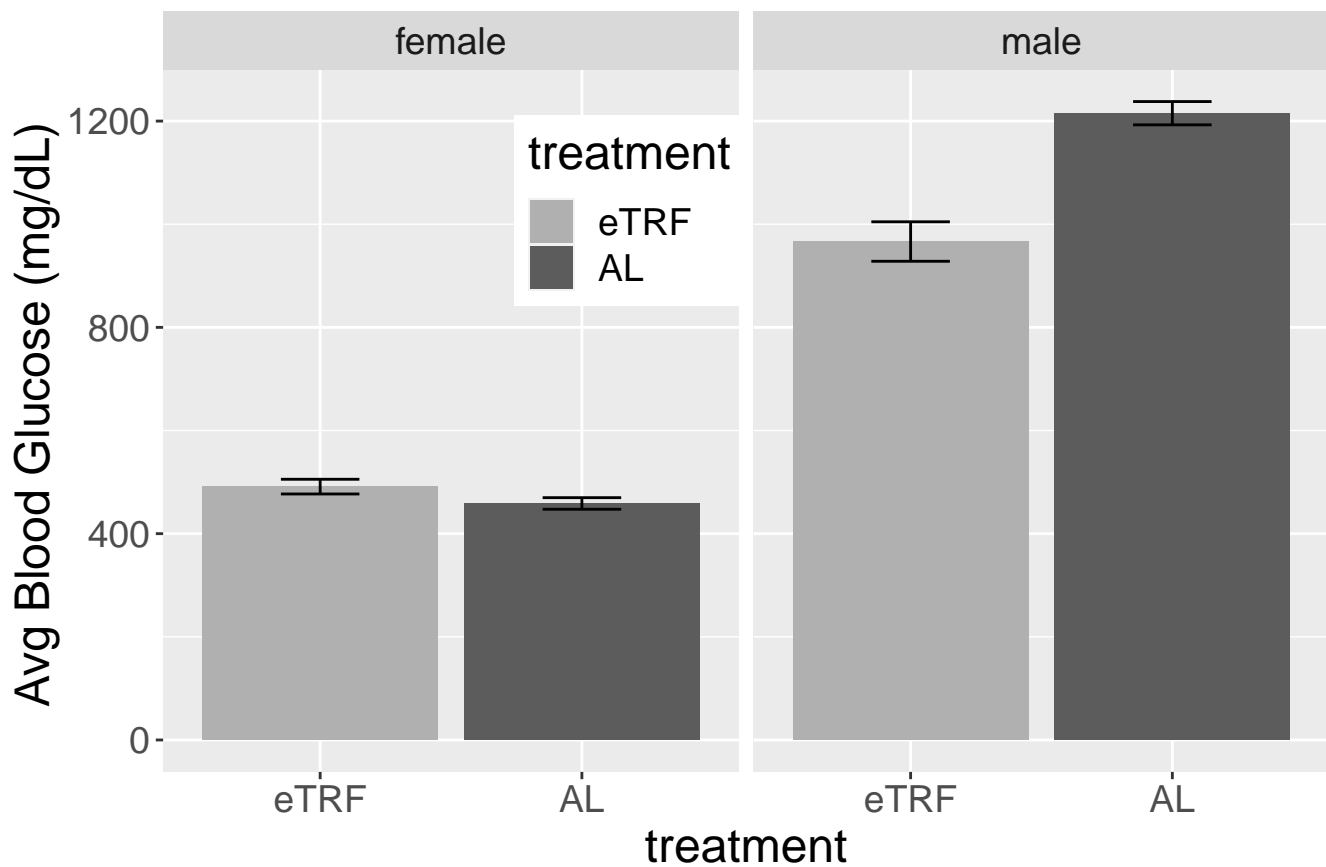 female
male
Avg Blood Glucose (mg/dL)
1200
800
400
0
treatment
eTRF
AL
eTRF
AL
eTRF
AL
treatment